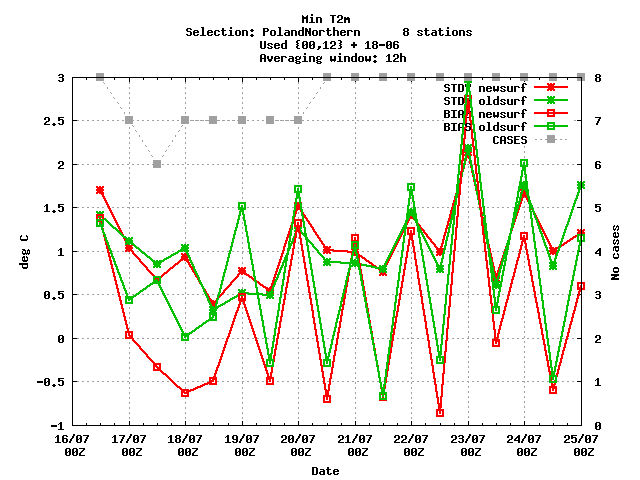 Min T2m
Selection: PolandNorthern 8 stations
Used {00,12} + 18-06
Averaging window: 12h
3
2.5
2
1.5
1
0.5
0
-0.5
-1
deg C
8
7
6
5
4
3
2
1
0
No cases
STDV newsurf
STDV oldsurf
BIAS newsurf
BIAS oldsurf
CASES
16/07 17/07 18/07 19/07 20/07 21/07 22/07 23/07 24/07 25/07
00Z 00Z 00Z 00Z 00Z 00Z 00Z 00Z 00Z 00Z
Date